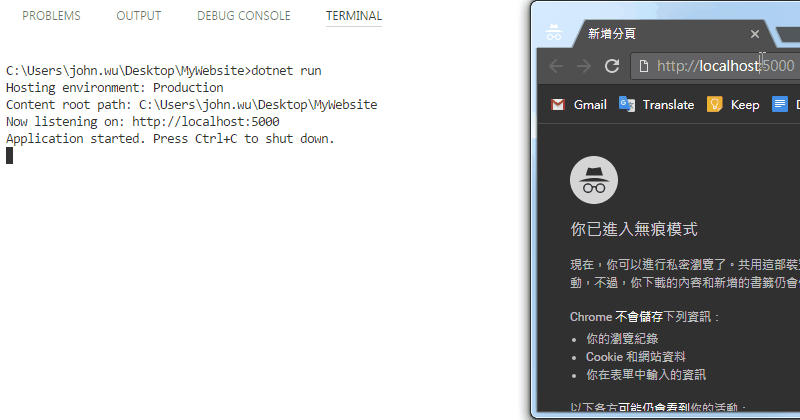 PROBLEMS OUTPUT DEBUG CONSOLE TERMINAL
C:\Users\john.wu\Desktop\MyWebsite>dotnet run
Hosting environment: Production
Content root path: C:\Users\john.wu\Desktop\MyWebsite
Now listening on: http://localhost:5000
Application started. Press Ctrl+C to shut down.
新增分頁
http://localhost:5000
Gmail Translate Keep
你已進入無痕模式
現在，你可以進行私密瀏覽了。共用這部裝
動，不過，你下載的內容和新增的書籤仍會
Chrome 不會儲存下列資訊：
• 你的瀏覽紀錄
• Cookie 和網站資料
• 你在表單中輸入的資訊
以下各方可能仍會看到你的活動：